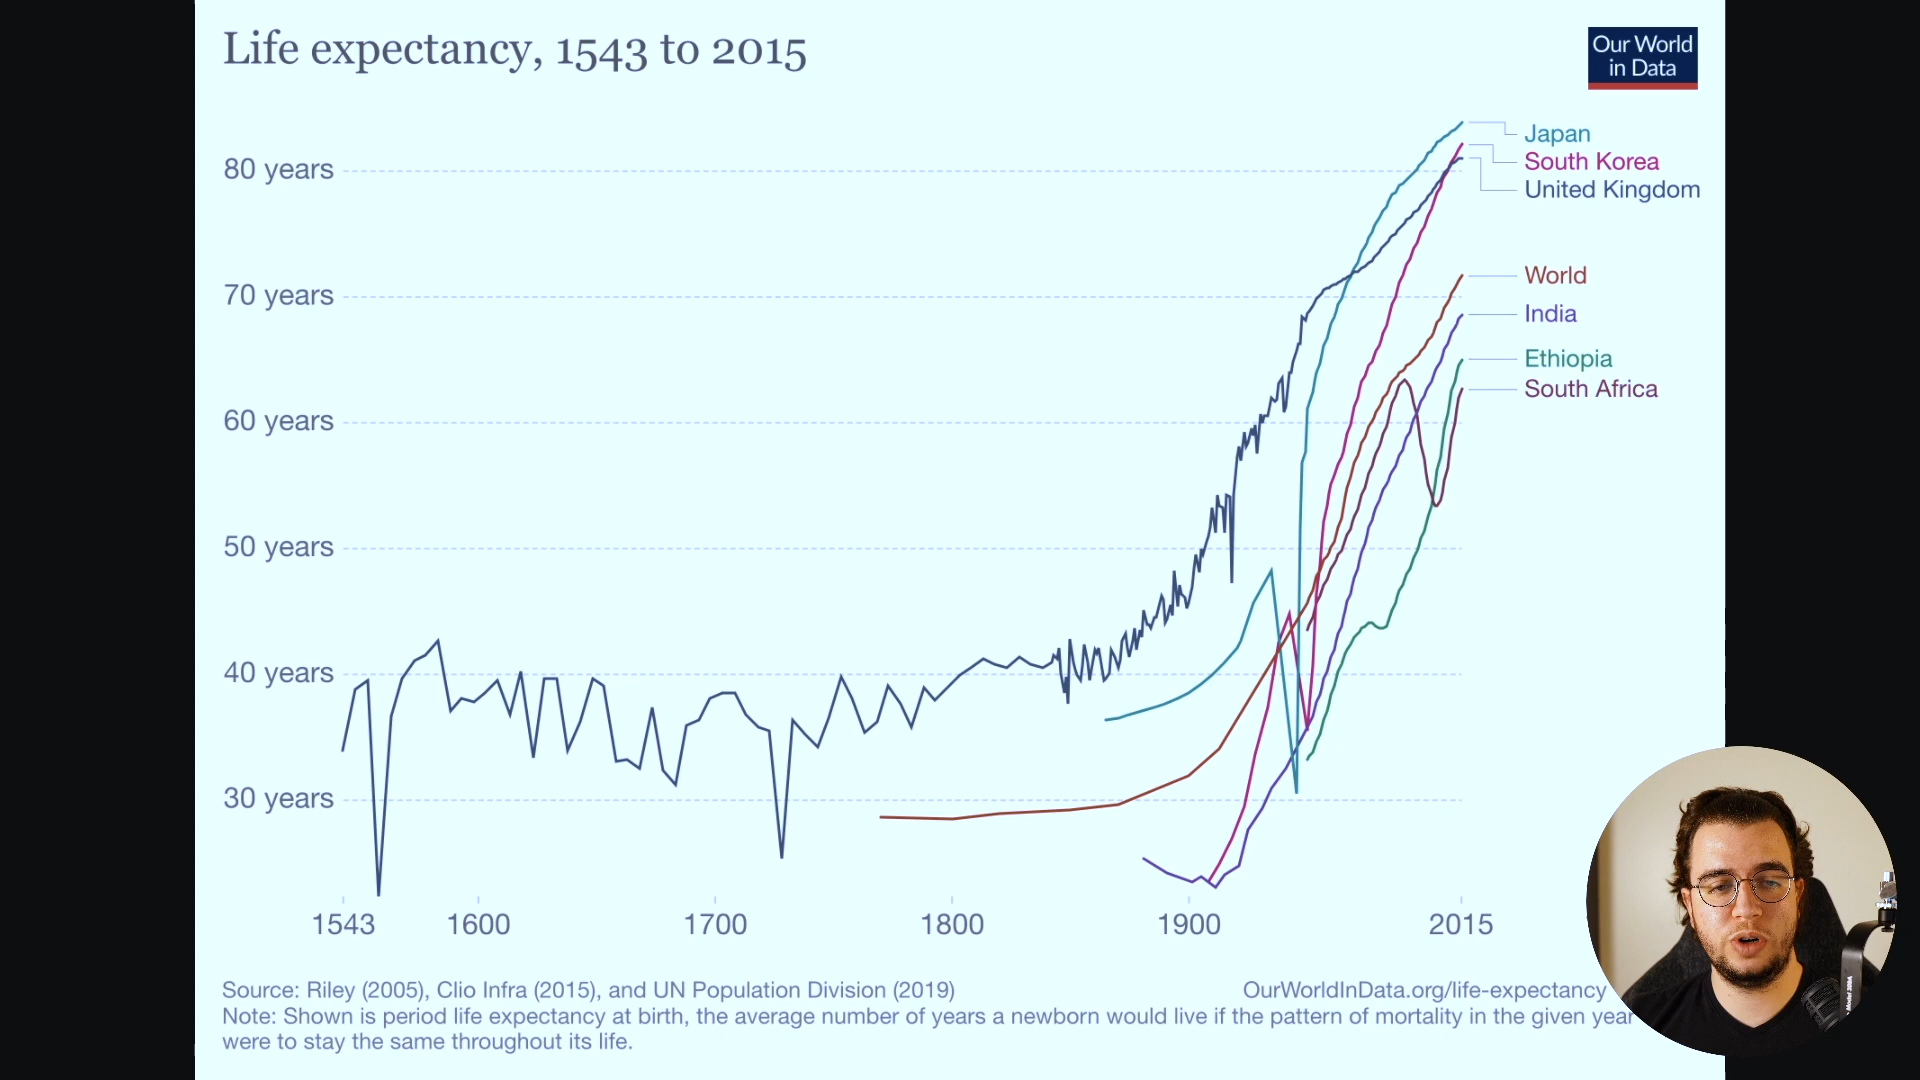 Life expectancy, 1543 to 2015
Our World
in Data
Japan
South Korea
United Kingdom
World
India
Ethiopia
South Africa
80 years
70 years
60 years
50 years
40 years
30 years
1543
1600
1700
1800
1900
2015
Source: Riley (2005), Clio Infra (2015), and UN Population Division (2019)
OurWorldInData.org/life-expectancy
Note: Shown is period life expectancy at birth, the average number of years a newborn would live if the pattern of mortality in the given year
were to stay the same throughout its life.